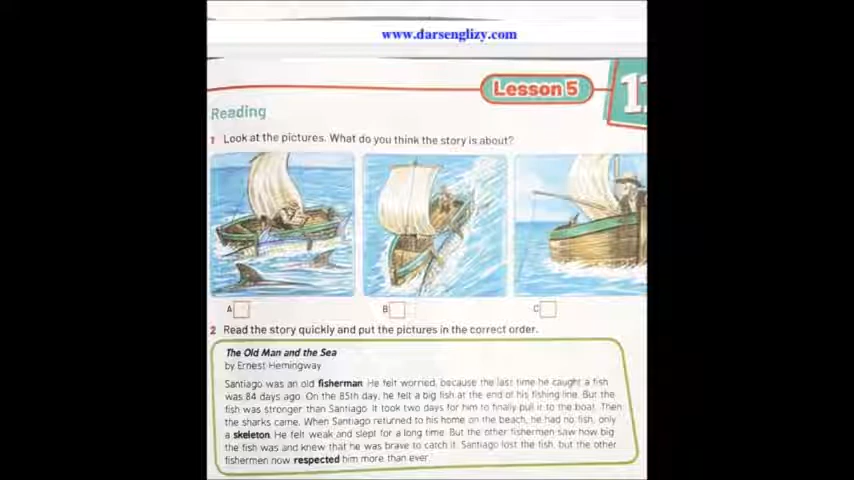 www.darsenglizy.com
Lesson 5
11
Reading
1 Look at the pictures. What do you think the story is about?
A
B
C
2 Read the story quickly and put the pictures in the correct order.
The Old Man and the Sea
by Ernest Hemingway
Santiago was an old fisherman. He felt worried, because the last time he caught a fish
was 84 days ago. On the 85th day, he felt a big fish at the end of his fishing line. But the
fish was stronger than Santiago. It took two days for him to finally pull it to the boat. Then
the sharks came. When Santiago returned to his home on the beach, he had no fish, only
a skeleton. He felt weak and slept for a long time. But the other fishermen saw how big
the fish was and knew that he was brave to catch it. Santiago lost the fish, but the other
fishermen now respected him more than ever.